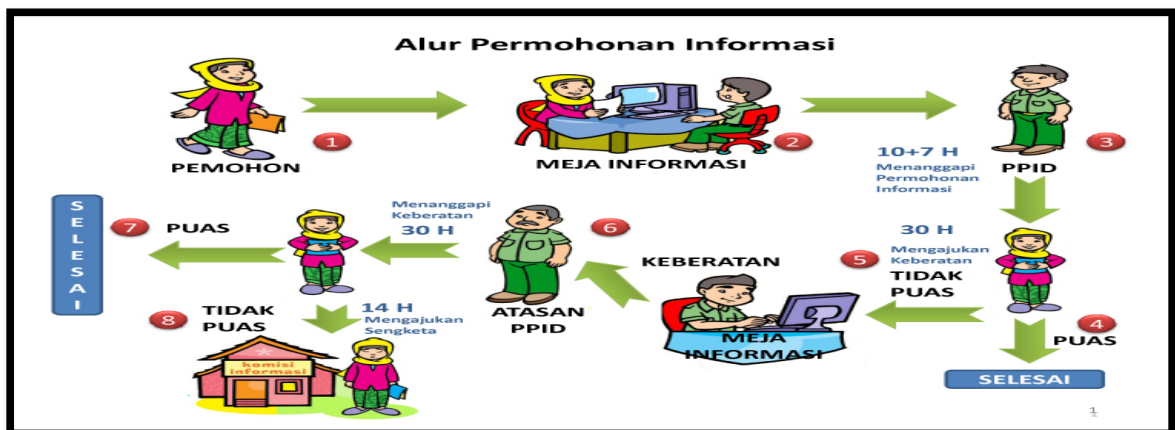 Alur Permohonan Informasi
1
PEMOHON
2
MEJA INFORMASI
3
PPID
10+7 H
Menanggapi
Permohonan
Informasi
30 H
Mengajukan
Keberatan
4
PUAS
SELESAI
5
TIDAK
PUAS
KEBERATAN
MEJA
INFORMASI
6
ATASAN
PPID
Menanggapi
Keberatan
30 H
7
PUAS
SELESAI
8
TIDAK
PUAS
14 H
Mengajukan
Sengketa
komisi
informasi
1